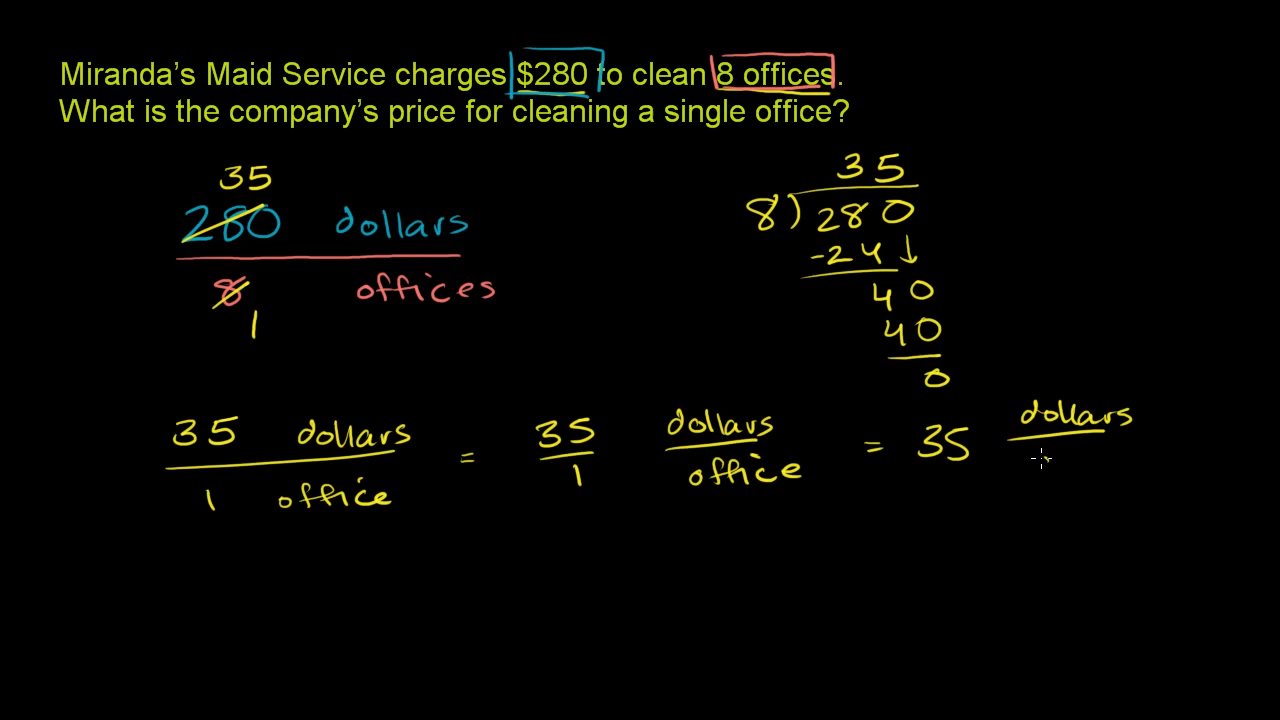 Miranda's Maid Service charges $280 to clean 8 offices.
What is the company's price for cleaning a single office?
35
280 dollars
8 offices
1
35
8) 280
-24↓
40
40
0
35 dollars
1 office
=
35 dollars
1 office
= 35 dollars